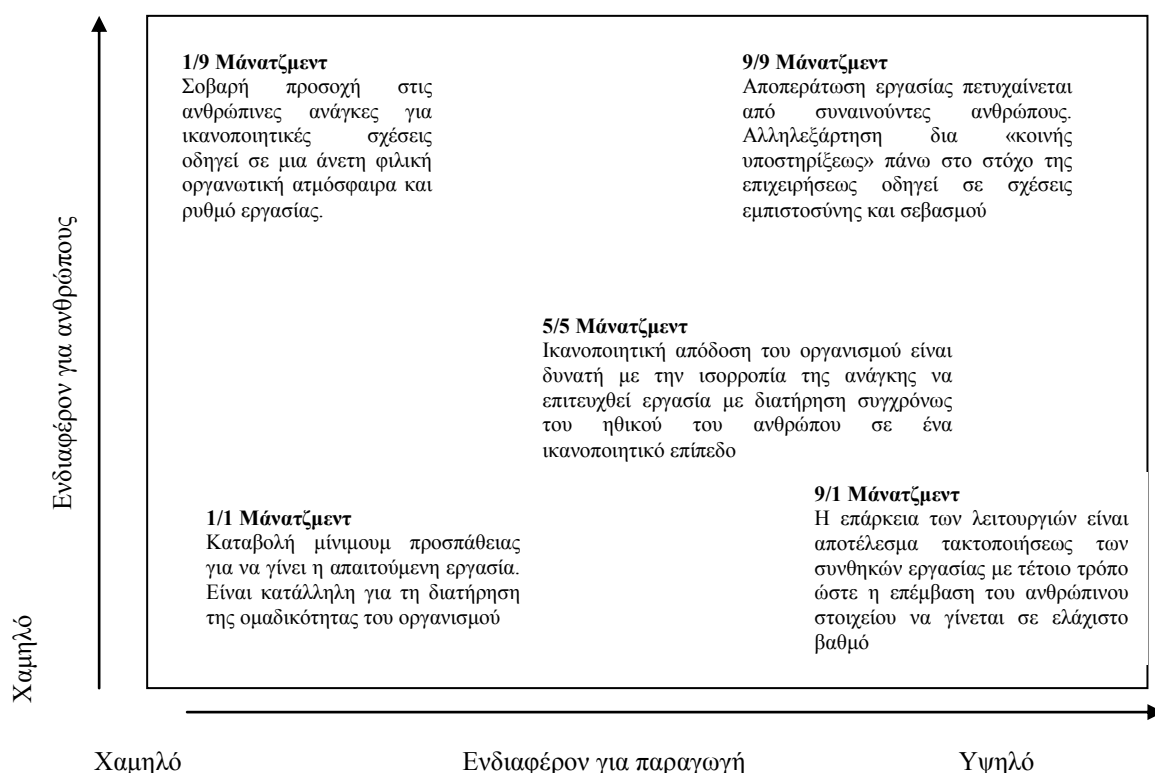 1/9 Μάνατζμεντ
Σοβαρή προσοχή στις
ανθρώπινες ανάγκες για
ικανοποιητικές σχέσεις
οδηγεί σε μια άνετη φιλική
οργανωτική ατμόσφαιρα και
ρυθμό εργασίας.
9/9 Μάνατζμεντ
Αποπεράτωση εργασίας πετυχαίνεται
από συναινούντες ανθρώπους.
Αλληλεξάρτηση δια «κοινής
υποστηρίξεως» πάνω στο στόχο της
επιχειρήσεως οδηγεί σε σχέσεις
εμπιστοσύνης και σεβασμού
5/5 Μάνατζμεντ
Ικανοποιητική απόδοση του οργανισμού είναι
δυνατή με την ισορροπία της ανάγκης να
επιτευχθεί εργασία με διατήρηση συγχρόνως
του ηθικού του ανθρώπου σε ένα
ικανοποιητικό επίπεδο
1/1 Μάνατζμεντ
Καταβολή μίνιμουμ προσπάθειας
για να γίνει η απαιτούμενη εργασία.
Είναι κατάλληλη για τη διατήρηση
της ομαδικότητας του οργανισμού
9/1 Μάνατζμεντ
Η επάρκεια των λειτουργιών είναι
αποτέλεσμα τακτοποιήσεως των
συνθηκών εργασίας με τέτοιο τρόπο
ώστε η επέμβαση του ανθρώπινου
στοιχείου να γίνεται σε ελάχιστο
βαθμό
Ενδιαφέρον για ανθρώπους
Χαμηλό
Χαμηλό
Ενδιαφέρον για παραγωγή
Υψηλό